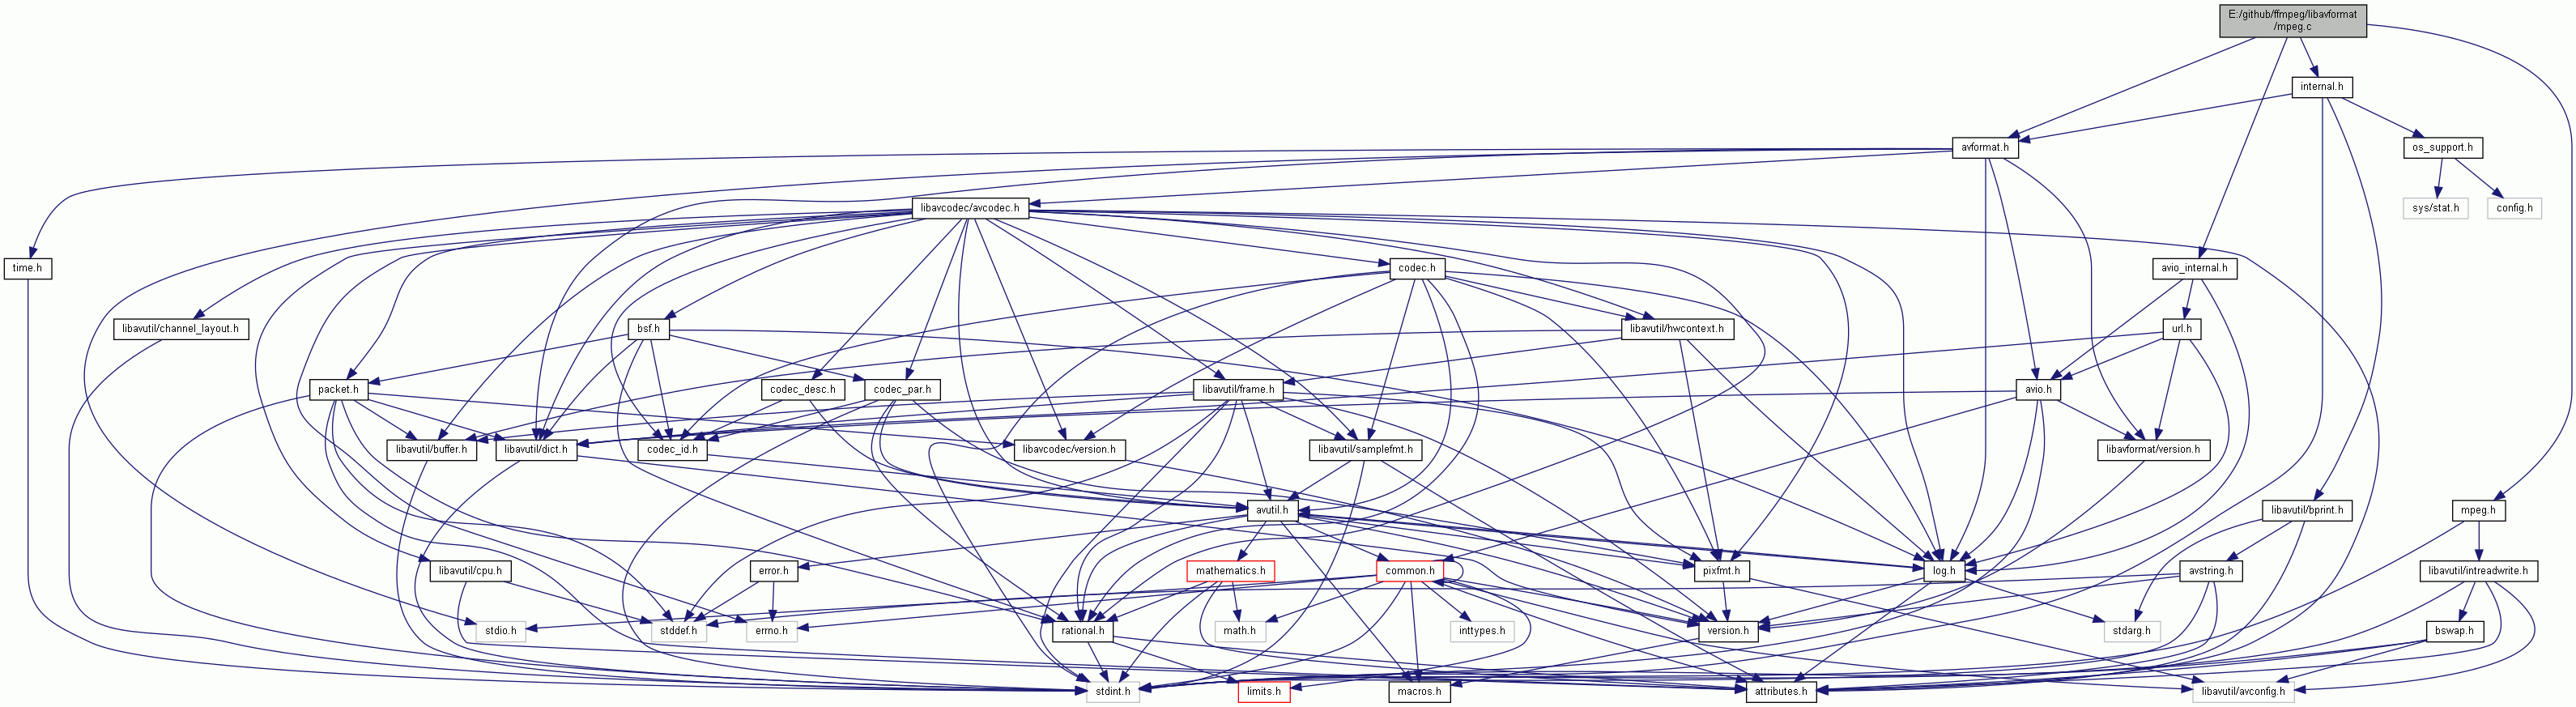 E:/github/ffmpeg/libavformat
/mpeg.c
internal.h
avformat.h
os_support.h
libavcodec/avcodec.h
sys/stat.h
config.h
time.h
codec.h
avio_internal.h
libavutil/channel_layout.h
bsf.h
libavutil/hwcontext.h
url.h
packet.h
codec_desc.h
codec_par.h
libavutil/frame.h
avio.h
libavutil/buffer.h
libavutil/dict.h
codec_id.h
libavcodec/version.h
libavutil/samplefmt.h
libavformat/version.h
avutil.h
libavutil/bprint.h
mpeg.h
libavutil/cpu.h
error.h
mathematics.h
common.h
pixfmt.h
log.h
avstring.h
libavutil/intreadwrite.h
stdio.h
stddef.h
errno.h
rational.h
math.h
inttypes.h
version.h
stdarg.h
bswap.h
stdint.h
limits.h
macros.h
attributes.h
libavutil/avconfig.h